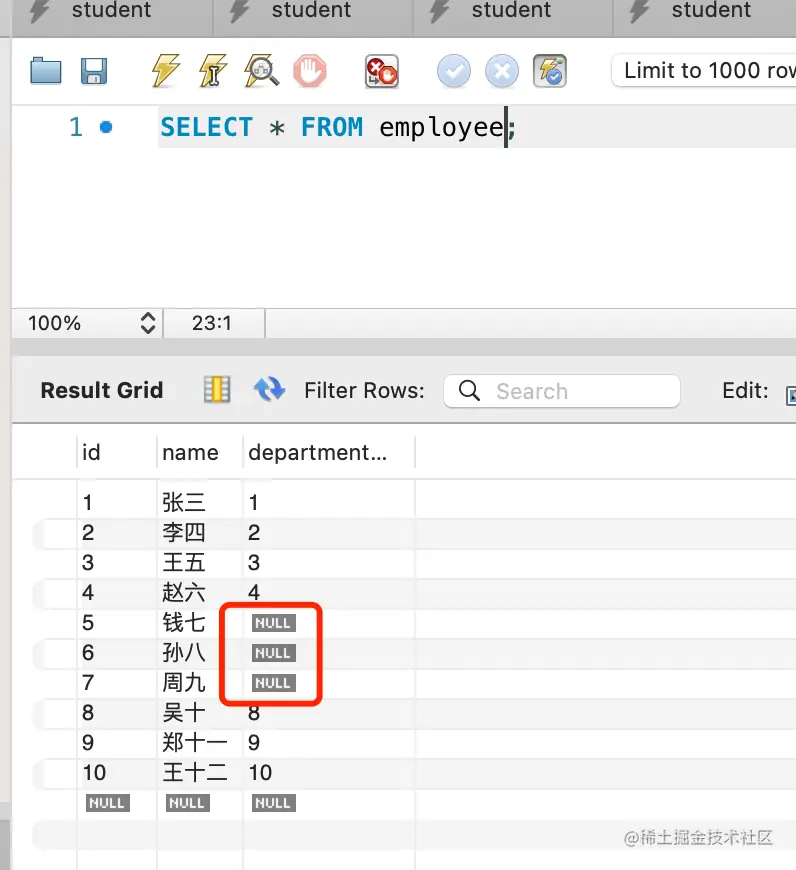 student student student student
Limit to 1000 rov
1 SELECT * FROM employee;
100% 23:1
Result Grid Filter Rows: Search Edit:
id name department...
1 张三 1
2 李四 2
3 王五 3
4 赵六 4
5 钱七 NULL
6 孙八 NULL
7 周九 NULL
8 吴十 8
9 郑十一 9
10 王十二 10
NULL NULL NULL
@稀土掘金技术社区